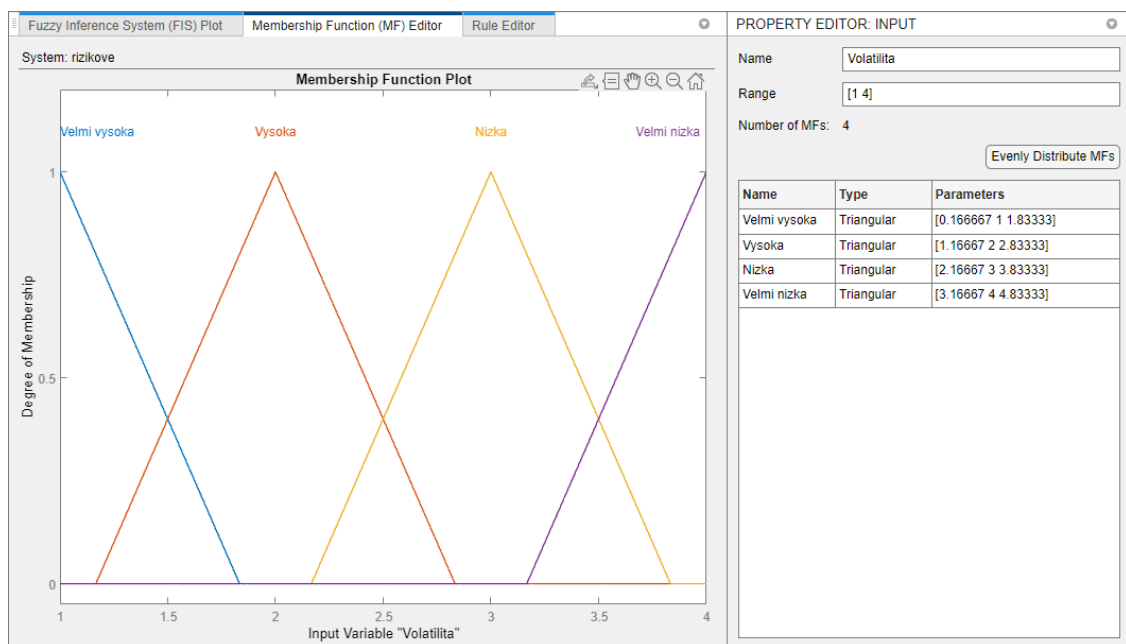 Fuzzy Inference System (FIS) Plot
Membership Function (MF) Editor
Rule Editor
System: rizikove
Membership Function Plot
Velmi vysoka
Vysoka
Nizka
Velmi nizka
1
0.5
0
Degree of Membership
1 1.5 2 2.5 3 3.5 4
Input Variable "Volatilita"
PROPERTY EDITOR: INPUT
Name Volatilita
Range [1 4]
Number of MFs: 4
Evenly Distribute MFs
Name Type Parameters
Velmi vysoka Triangular [0.166667 1 1.83333]
Vysoka Triangular [1.16667 2 2.83333]
Nizka Triangular [2.16667 3 3.83333]
Velmi nizka Triangular [3.16667 4 4.83333]